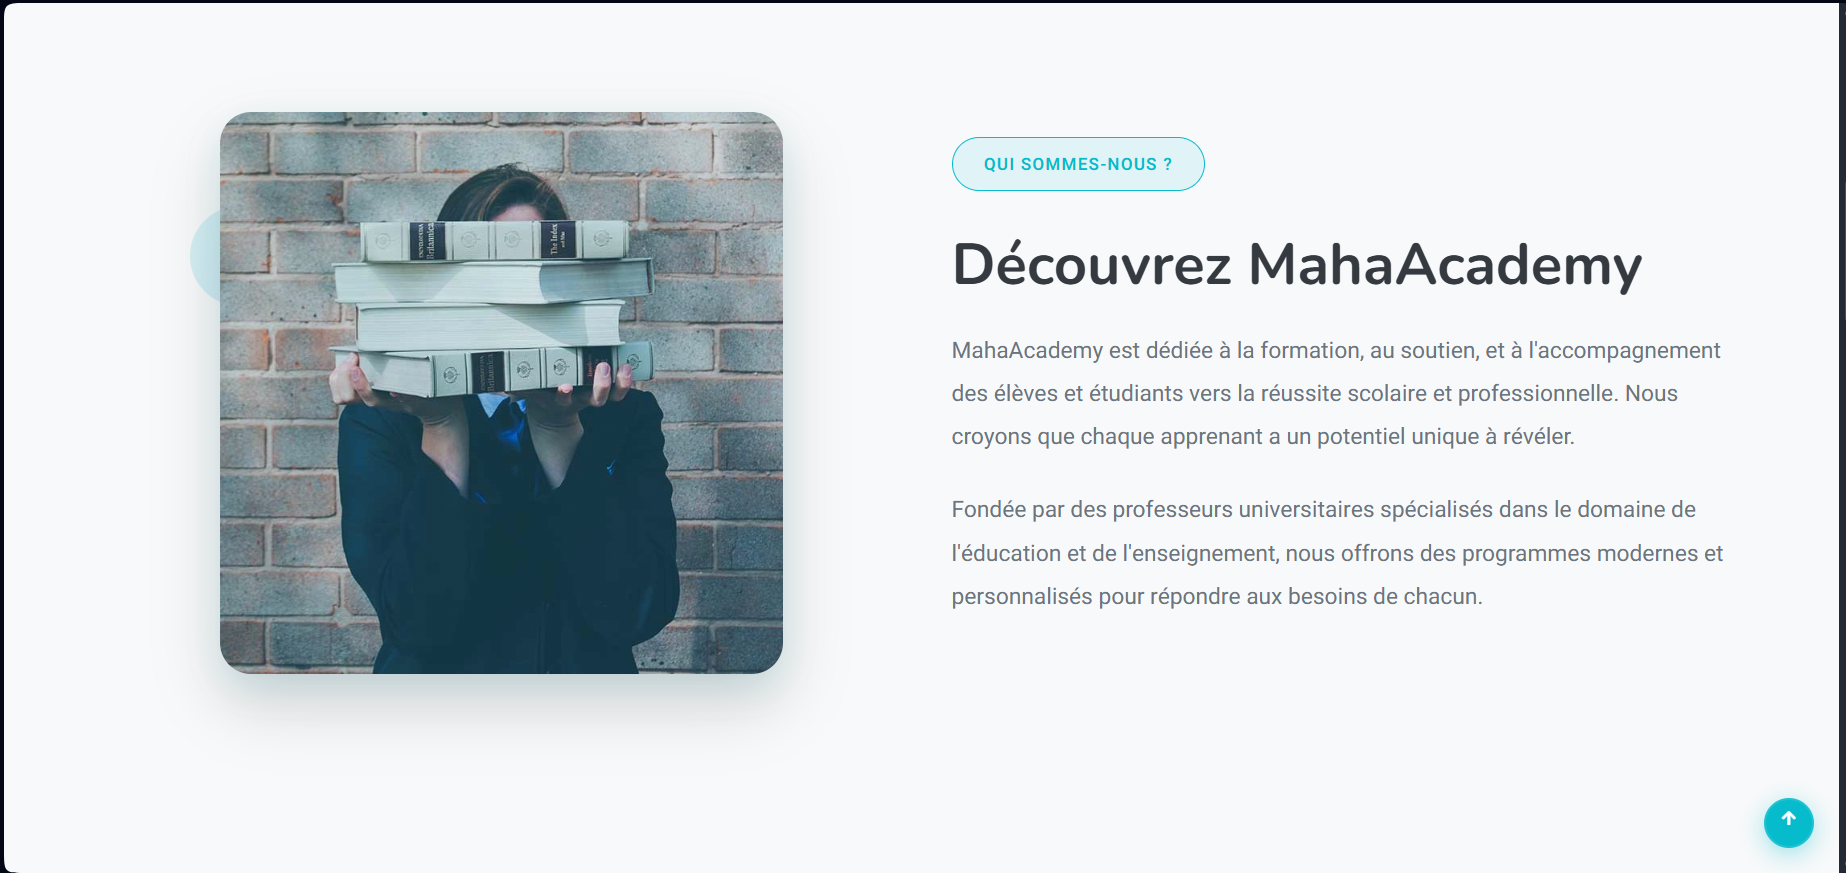 Britannica
The Index
QUI SOMMES-NOUS ?
Découvrez MahaAcademy
MahaAcademy est dédiée à la formation, au soutien, et à l'accompagnement
des élèves et étudiants vers la réussite scolaire et professionnelle. Nous
croyons que chaque apprenant a un potentiel unique à révéler.
Fondée par des professeurs universitaires spécialisés dans le domaine de
l'éducation et de l'enseignement, nous offrons des programmes modernes et
personnalisés pour répondre aux besoins de chacun.